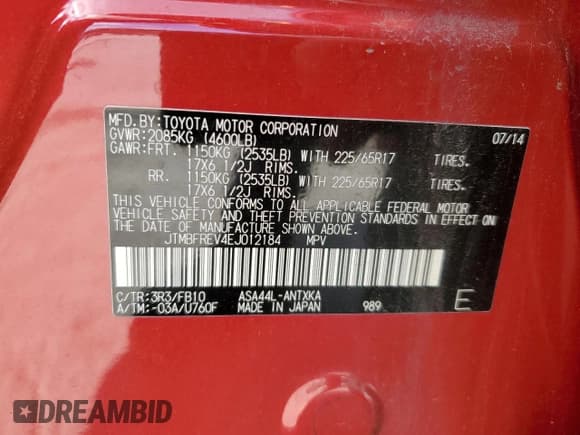 MFD.BY:TOYOTA MOTOR CORPORATION 07/14
GVWR:2085KG (4600LB)
GAWR:FRT. 1150KG (2535LB) WITH 225/65R17 TIRES.
17X6 1/2J RIMS.
RR. 1150KG (2535LB) WITH 225/65R17 TIRES.
17X6 1/2J RIMS.
THIS VEHICLE CONFORMS TO ALL APPLICABLE FEDERAL MOTOR
VEHICLE SAFETY AND THEFT PREVENTION STANDARDS IN EFFECT ON
THE DATE OF MANUFACTURE SHOWN ABOVE.
JTMBFREV4EJ012184 MPV
C/TR:3R3/FB10 ASA44L-ANTXKA
A/TM:-03A/U760F MADE IN JAPAN 989 E
DREAMBID